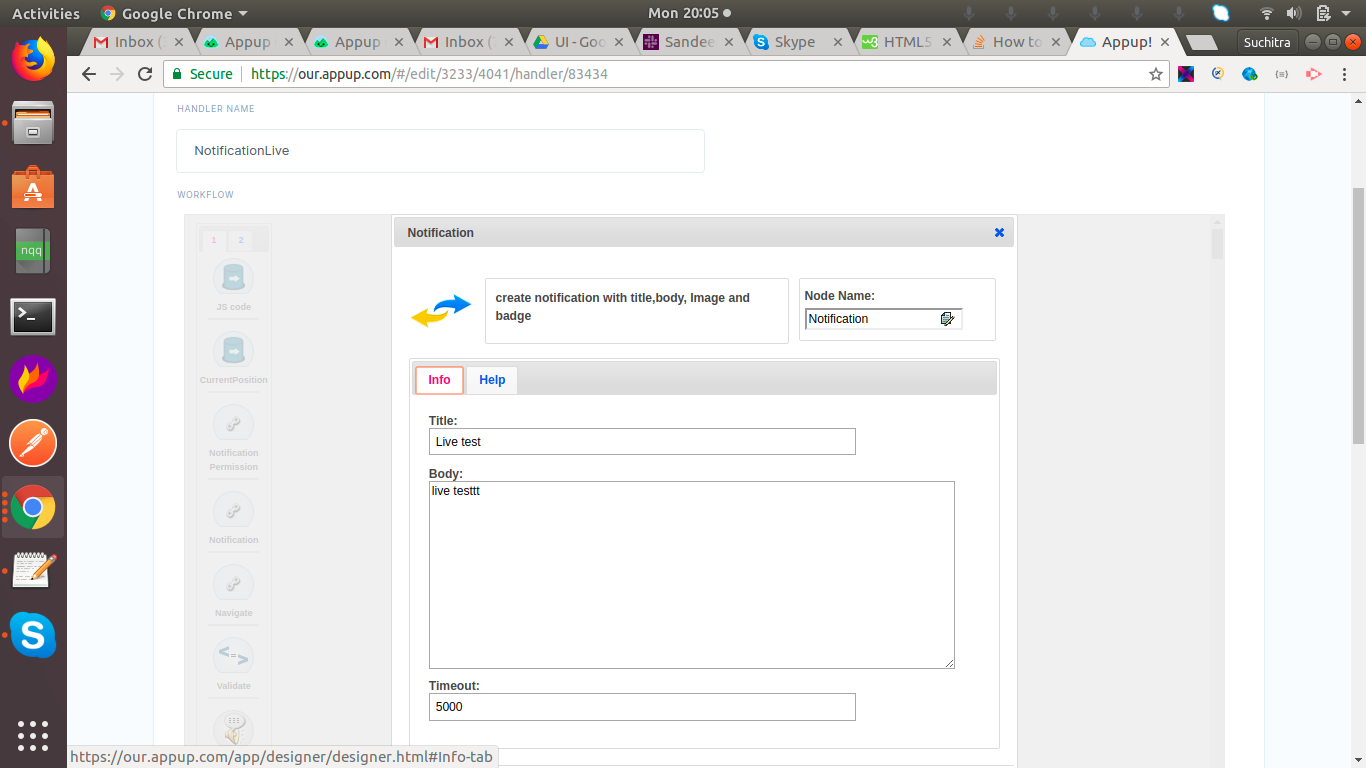 Activities
Google Chrome
Mon 20:05
Inbox (
Appup
Appup
Inbox (
UI - Goo
Sandee
Skype
HTML5
How to
Appup!
Suchitra
Secure
https://our.appup.com/#/edit/3233/4041/handler/83434
HANDLER NAME
NotificationLive
WORKFLOW
Notification
1
2
create notification with title,body, Image and
badge
Node Name:
Notification
JS code
CurrentPosition
Notification
Permission
Notification
Navigate
Validate
Info
Help
Title:
Live test
Body:
live testtt
Timeout:
5000
nqq
https://our.appup.com/app/designer/designer.html#Info-tab